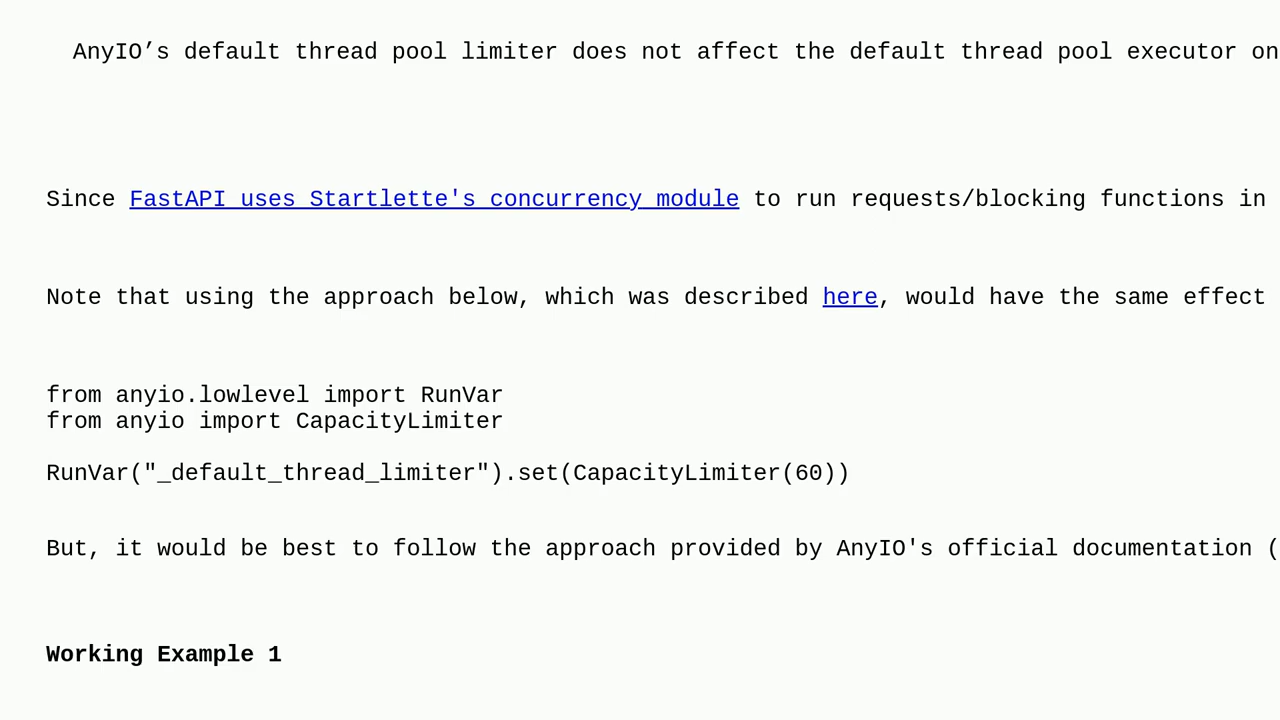 AnyIO’s default thread pool limiter does not affect the default thread pool executor on
Since FastAPI uses Startlette's concurrency module to run requests/blocking functions in
Note that using the approach below, which was described here, would have the same effect
from anyio.lowlevel import RunVar
from anyio import CapacityLimiter
RunVar("_default_thread_limiter").set(CapacityLimiter(60))
But, it would be best to follow the approach provided by AnyIO's official documentation (
Working Example 1